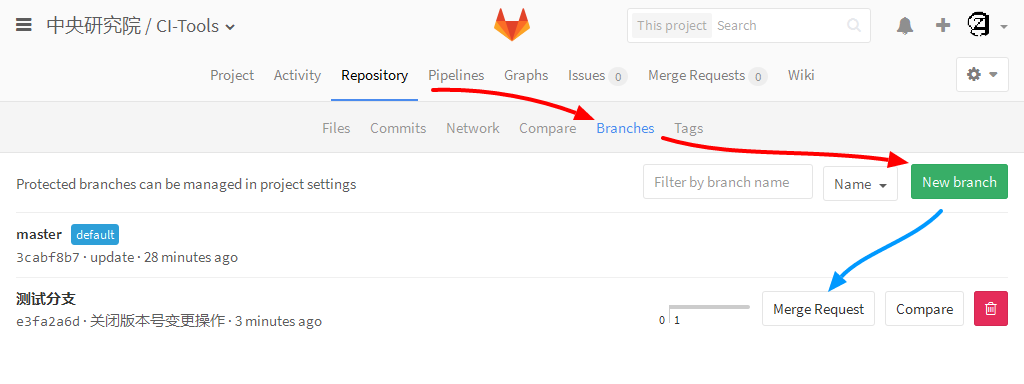 中央研究院 / CI-Tools
This project Search
Project Activity Repository Pipelines Graphs Issues 0 Merge Requests 0 Wiki
Files Commits Network Compare Branches Tags
Protected branches can be managed in project settings
Filter by branch name
Name
New branch
master default
3cabf8b7 · update · 28 minutes ago
测试分支
e3fa2a6d · 关闭版本号变更操作 · 3 minutes ago
0 1
Merge Request
Compare